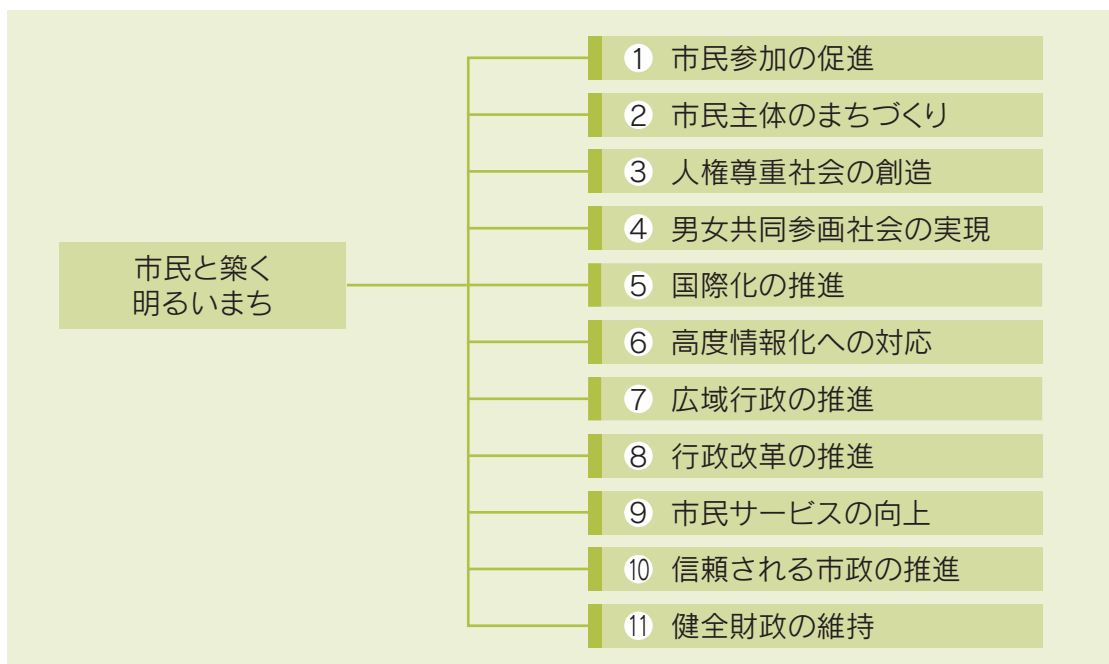 市民と築く
明るいまち
① 市民参加の促進
② 市民主体のまちづくり
③ 人権尊重社会の創造
④ 男女共同参画社会の実現
⑤ 国際化の推進
⑥ 高度情報化への対応
⑦ 広域行政の推進
⑧ 行政改革の推進
⑨ 市民サービスの向上
⑩ 信頼される市政の推進
⑪ 健全財政の維持